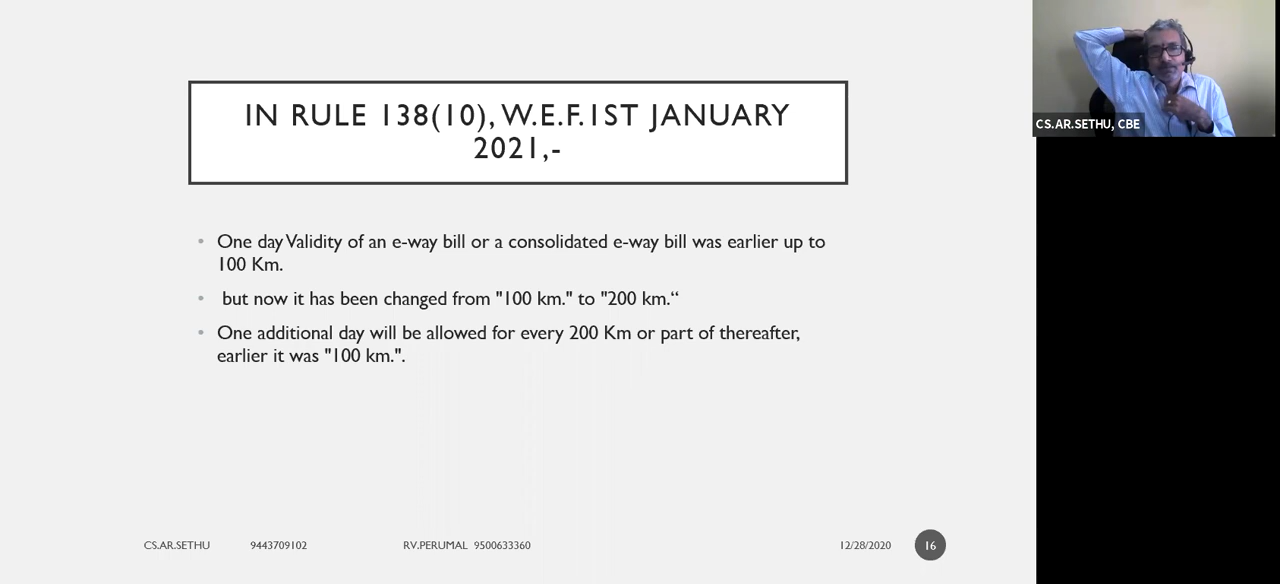 IN RULE 138(10), W.E.F.1ST JANUARY
2021,-
• One day Validity of an e-way bill or a consolidated e-way bill was earlier up to
100 Km.
• but now it has been changed from "100 km." to "200 km.“
• One additional day will be allowed for every 200 Km or part of thereafter,
earlier it was "100 km.".
CS.AR.SETHU 9443709102 RV.PERUMAL 9500633360 12/28/2020 16
CS.AR.SETHU, CBE